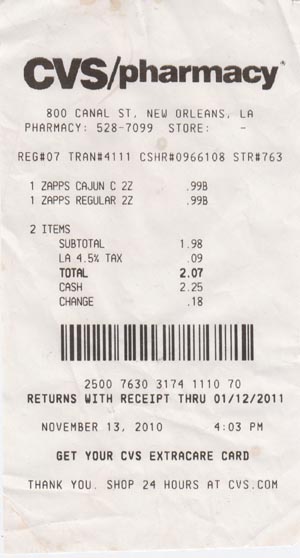 CVS/pharmacy
800 CANAL ST, NEW ORLEANS, LA
PHARMACY: 528-7099 STORE: -
REG#07 TRAN#4111 CSHR#0966108 STR#763
1 ZAPPS CAJUN C 2Z .99B
1 ZAPPS REGULAR 2Z .99B
2 ITEMS
SUBTOTAL 1.98
LA 4.5% TAX .09
TOTAL 2.07
CASH 2.25
CHANGE .18
2500 7630 3174 1110 70
RETURNS WITH RECEIPT THRU 01/12/2011
NOVEMBER 13, 2010 4:03 PM
GET YOUR CVS EXTRACARE CARD
THANK YOU. SHOP 24 HOURS AT CVS.COM